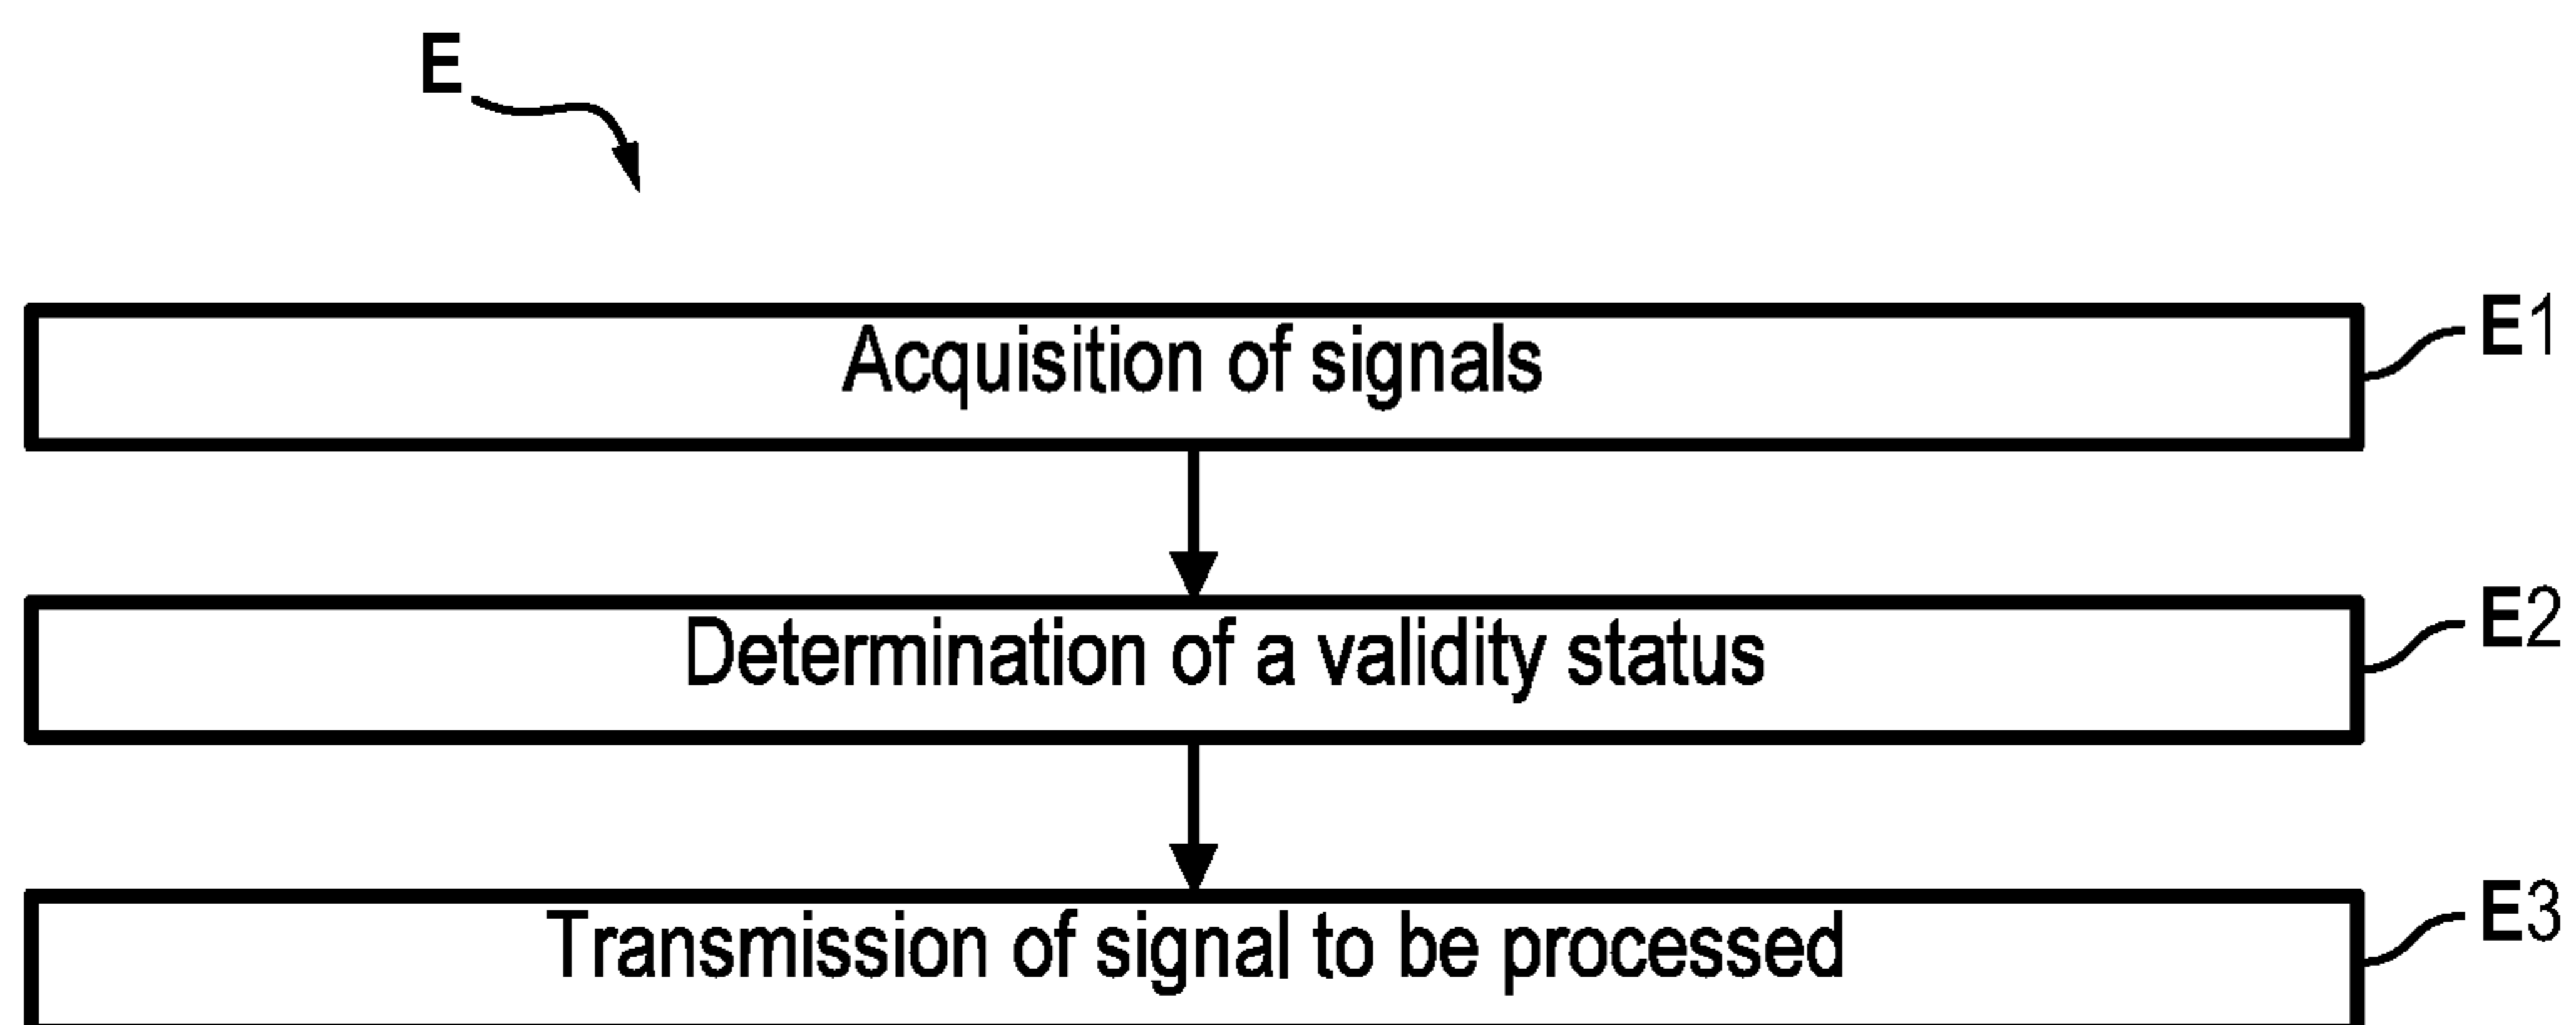 E
Acquisition of signals E1
Determination of a validity status E2
Transmission of signal to be processed E3